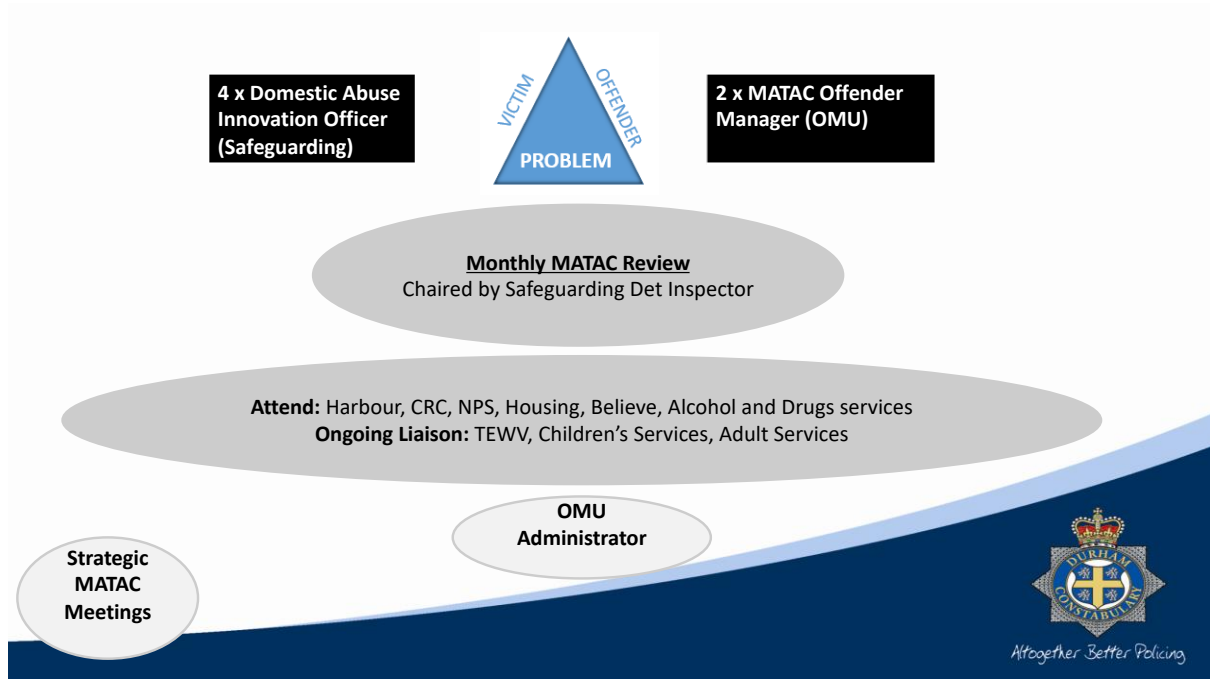 4 x Domestic Abuse
Innovation Officer
(Safeguarding)
VICTIM
OFFENDER
PROBLEM
2 x MATAC Offender
Manager (OMU)
Monthly MATAC Review
Chaired by Safeguarding Det Inspector
Attend: Harbour, CRC, NPS, Housing, Believe, Alcohol and Drugs services
Ongoing Liaison: TEWV, Children’s Services, Adult Services
OMU
Administrator
Strategic
MATAC
Meetings
DURHAM
CONSTABULARY
Altogether Better Policing